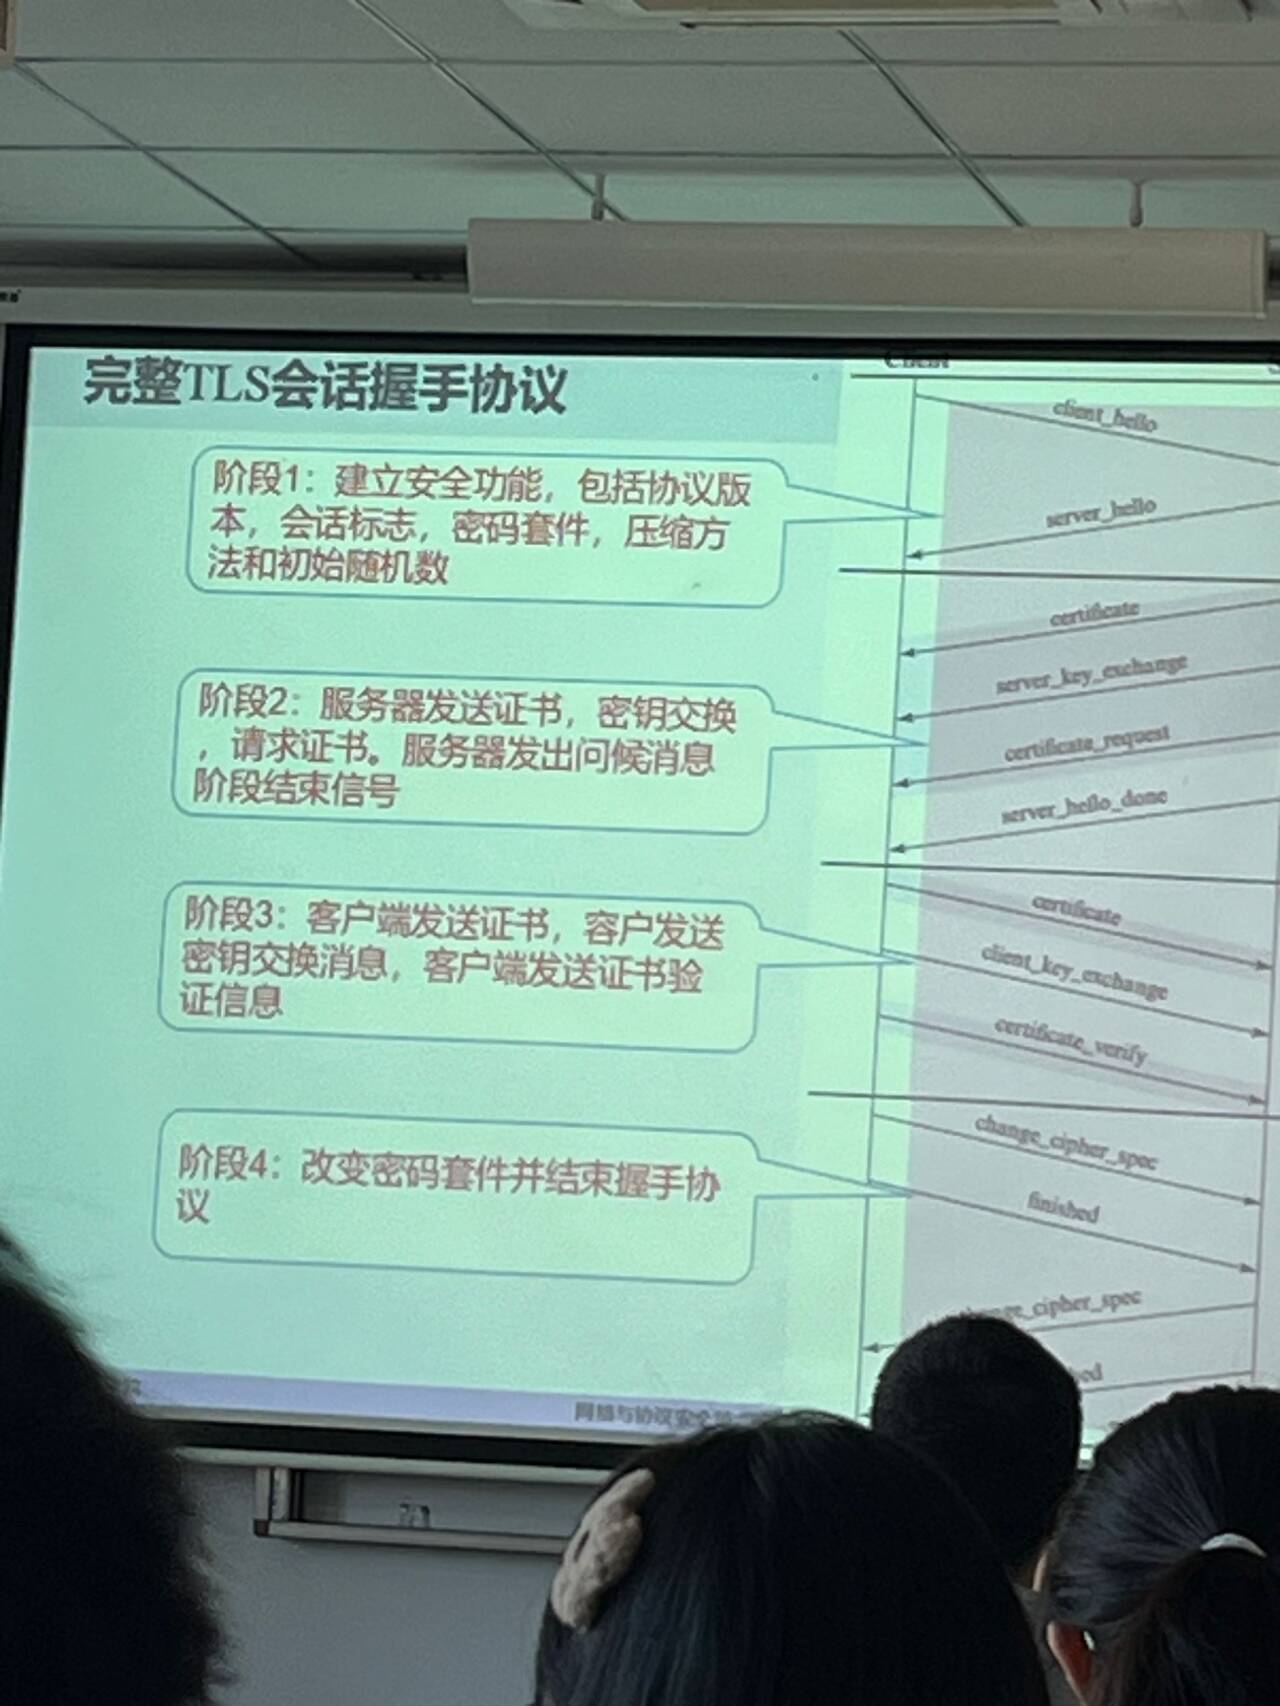 完整TLS会话握手协议
阶段1：建立安全功能，包括协议版
本，会话标志，密码套件，压缩方
法和初始随机数
阶段2：服务器发送证书，密钥交换
，请求证书。服务器发出问候消息
阶段结束信号
阶段3：客户端发送证书，容户发送
密钥交换消息，客户端发送证书验
证信息
阶段4：改变密码套件并结束握手协
议
Client
client_hello
server_hello
certificate
server_key_exchange
certificate_request
server_hello_done
certificate
client_key_exchange
certificate_verify
change_cipher_spec
finished
change_cipher_spec
网络与协议安全